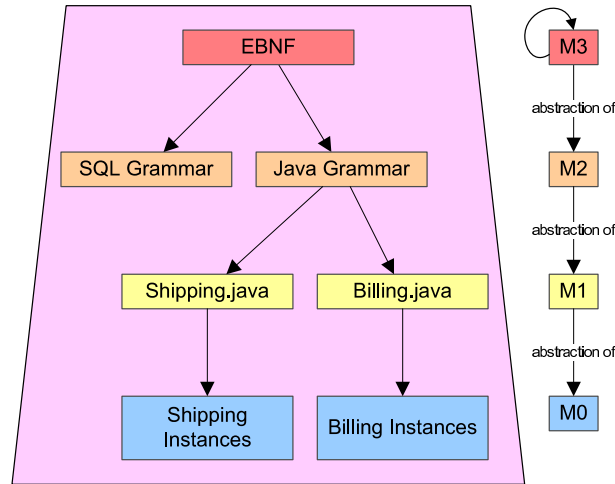 EBNF
M3
abstraction of
SQL Grammar
Java Grammar
M2
abstraction of
Shipping.java
Billing.java
M1
abstraction of
Shipping
Instances
Billing Instances
M0